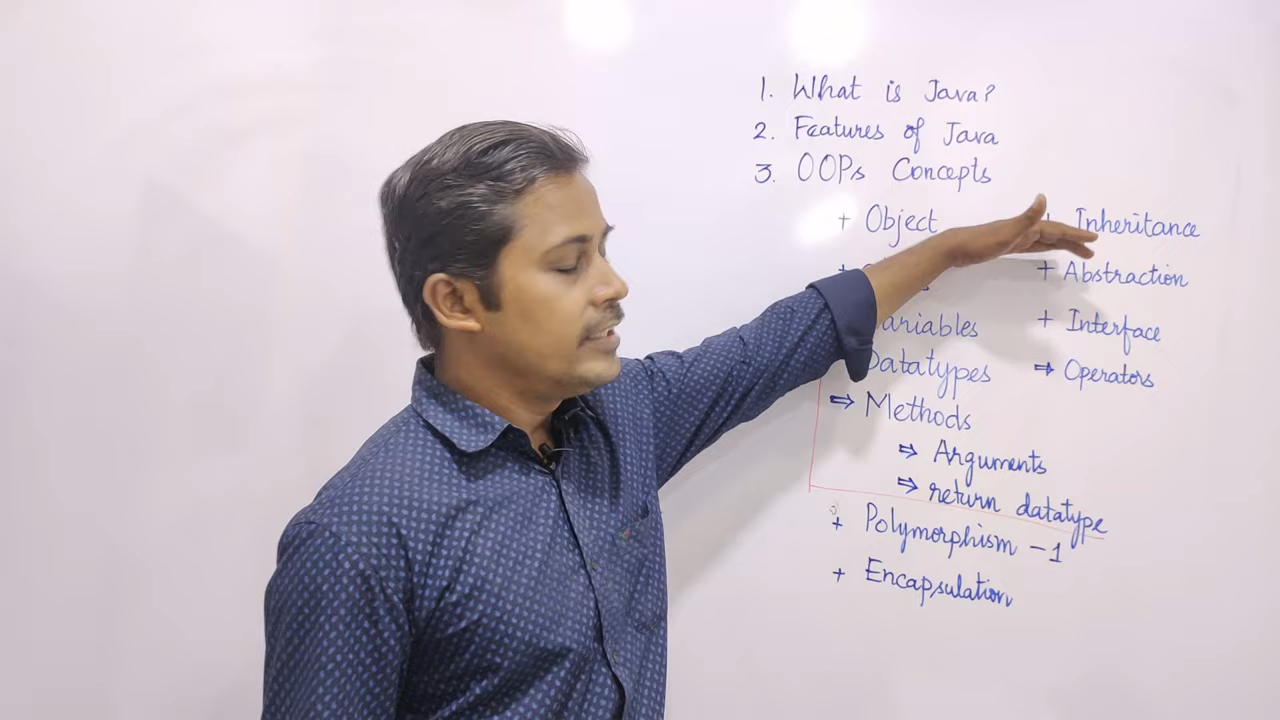 1. What is Java?
2. Features of Java
3. OOPs Concepts
+ Object
Datatypes
⇒ Methods
⇒ Arguments
⇒ return datatype
+ Polymorphism -1
+ Encapsulation
+ Inheritance
+ Abstraction
+ Interface
⇒ Operators